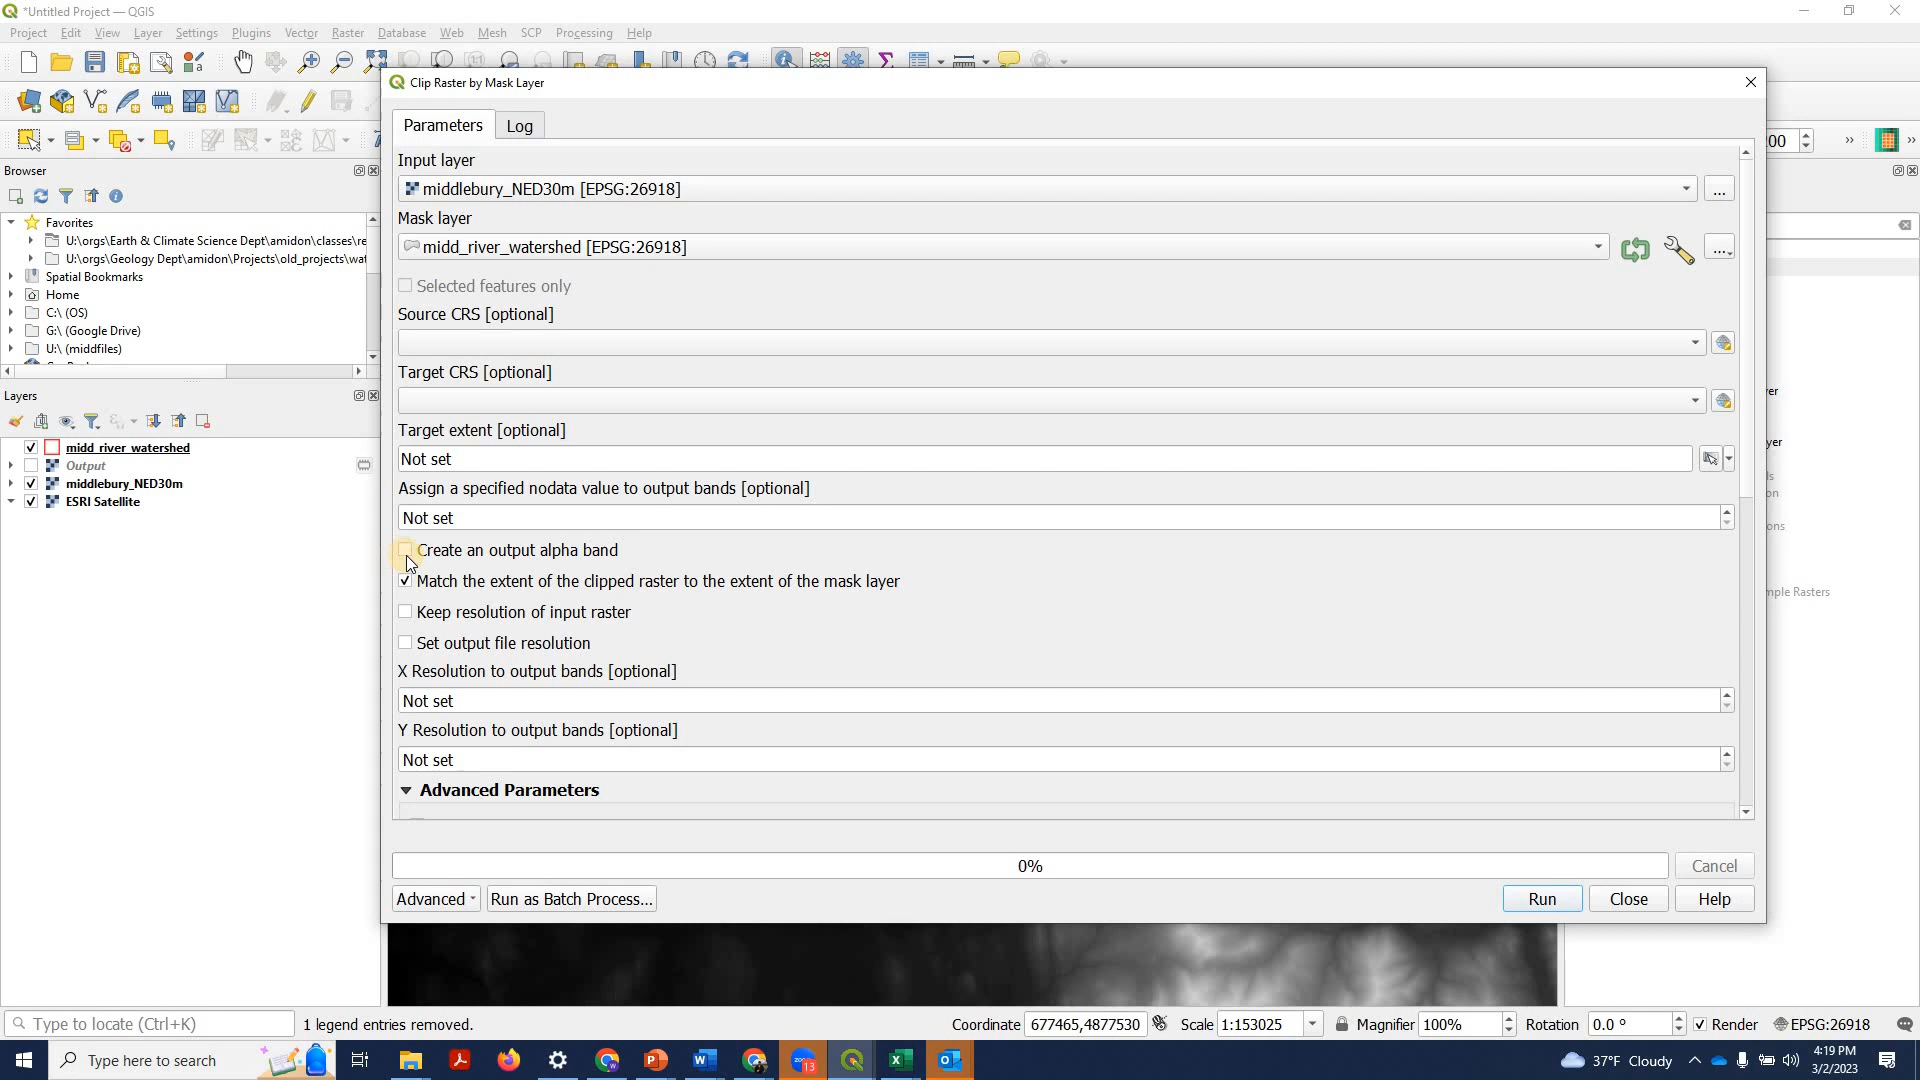 *Untitled Project — QGIS
Project Edit View Layer Settings Plugins Vector Raster Database Web Mesh SCP Processing Help
Clip Raster by Mask Layer
Parameters Log
00
Browser
Favorites
U:\orgs\Earth & Climate Science Dept\amidon\classes\re
U:\orgs\Geology Dept\amidon\Projects\old_projects\wat
Spatial Bookmarks
Home
C:\ (OS)
G:\ (Google Drive)
U:\ (middfiles)
Layers
midd_river_watershed
Output
middlebury_NED30m
ESRI Satellite
Input layer
middlebury_NED30m [EPSG:26918]
...
Mask layer
midd_river_watershed [EPSG:26918]
...
Selected features only
Source CRS [optional]
Target CRS [optional]
Target extent [optional]
Not set
Assign a specified nodata value to output bands [optional]
Not set
Create an output alpha band
Match the extent of the clipped raster to the extent of the mask layer
Keep resolution of input raster
Set output file resolution
X Resolution to output bands [optional]
Not set
Y Resolution to output bands [optional]
Not set
Advanced Parameters
0% Cancel
Advanced Run as Batch Process... Run Close Help
yer
yer
ls
on
ons
mple Rasters
Type to locate (Ctrl+K) 1 legend entries removed. Coordinate 677465,4877530 Scale 1:153025 Magnifier 100% Rotation 0.0 ° Render EPSG:26918
Type here to search 13 37°F Cloudy 4:19 PM
3/2/2023